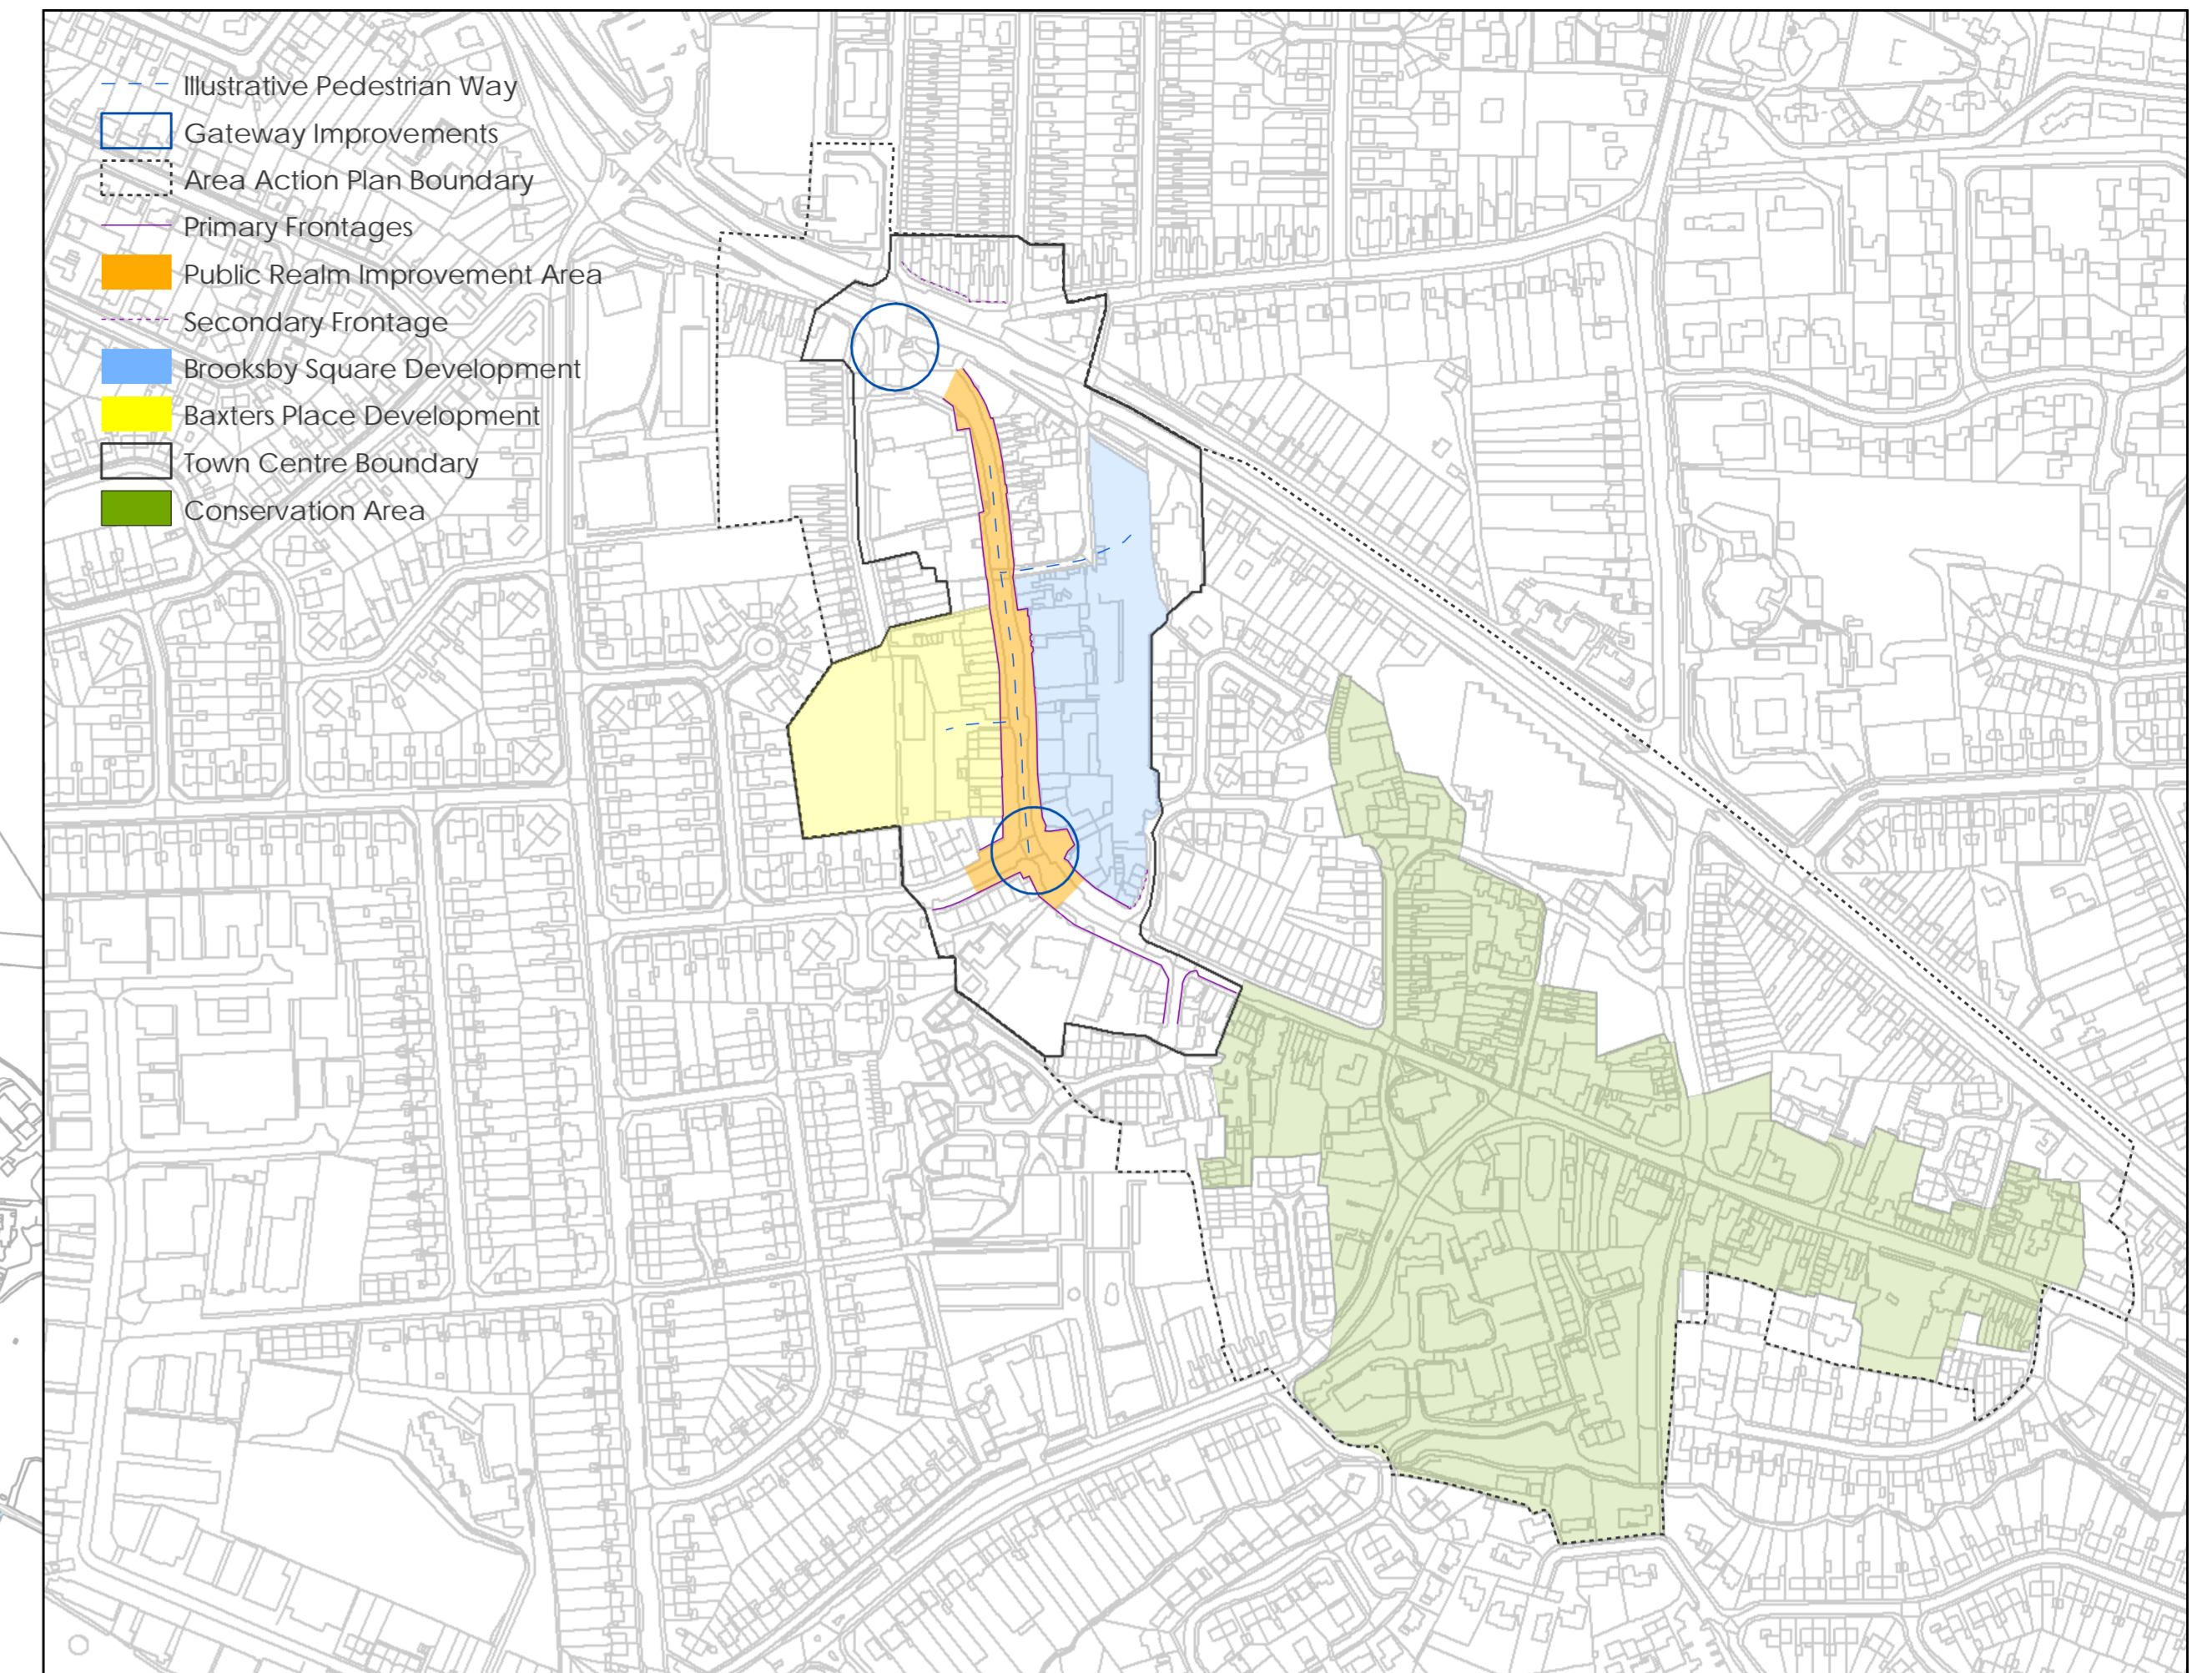 Illustrative Pedestrian Way
Gateway Improvements
Area Action Plan Boundary
Primary Frontages
Public Realm Improvement Area
Secondary Frontage
Brooksby Square Development
Baxters Place Development
Town Centre Boundary
Conservation Area